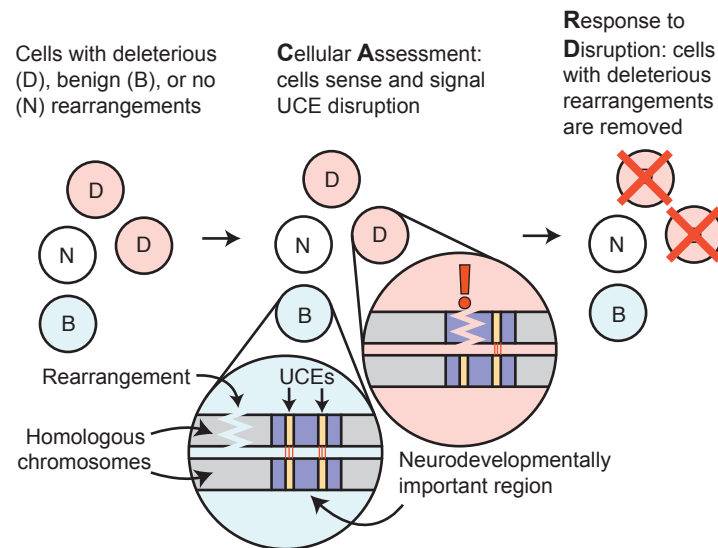 Cells with deleterious
(D), benign (B), or no
(N) rearrangements
Cellular Assessment:
cells sense and signal
UCE disruption
Response to
Disruption: cells
with deleterious
rearrangements
are removed
D
D
N
B
D
N
D
B
!
D
D
N
B
Rearrangement
UCEs
Homologous
chromosomes
Neurodevelopmentally
important region